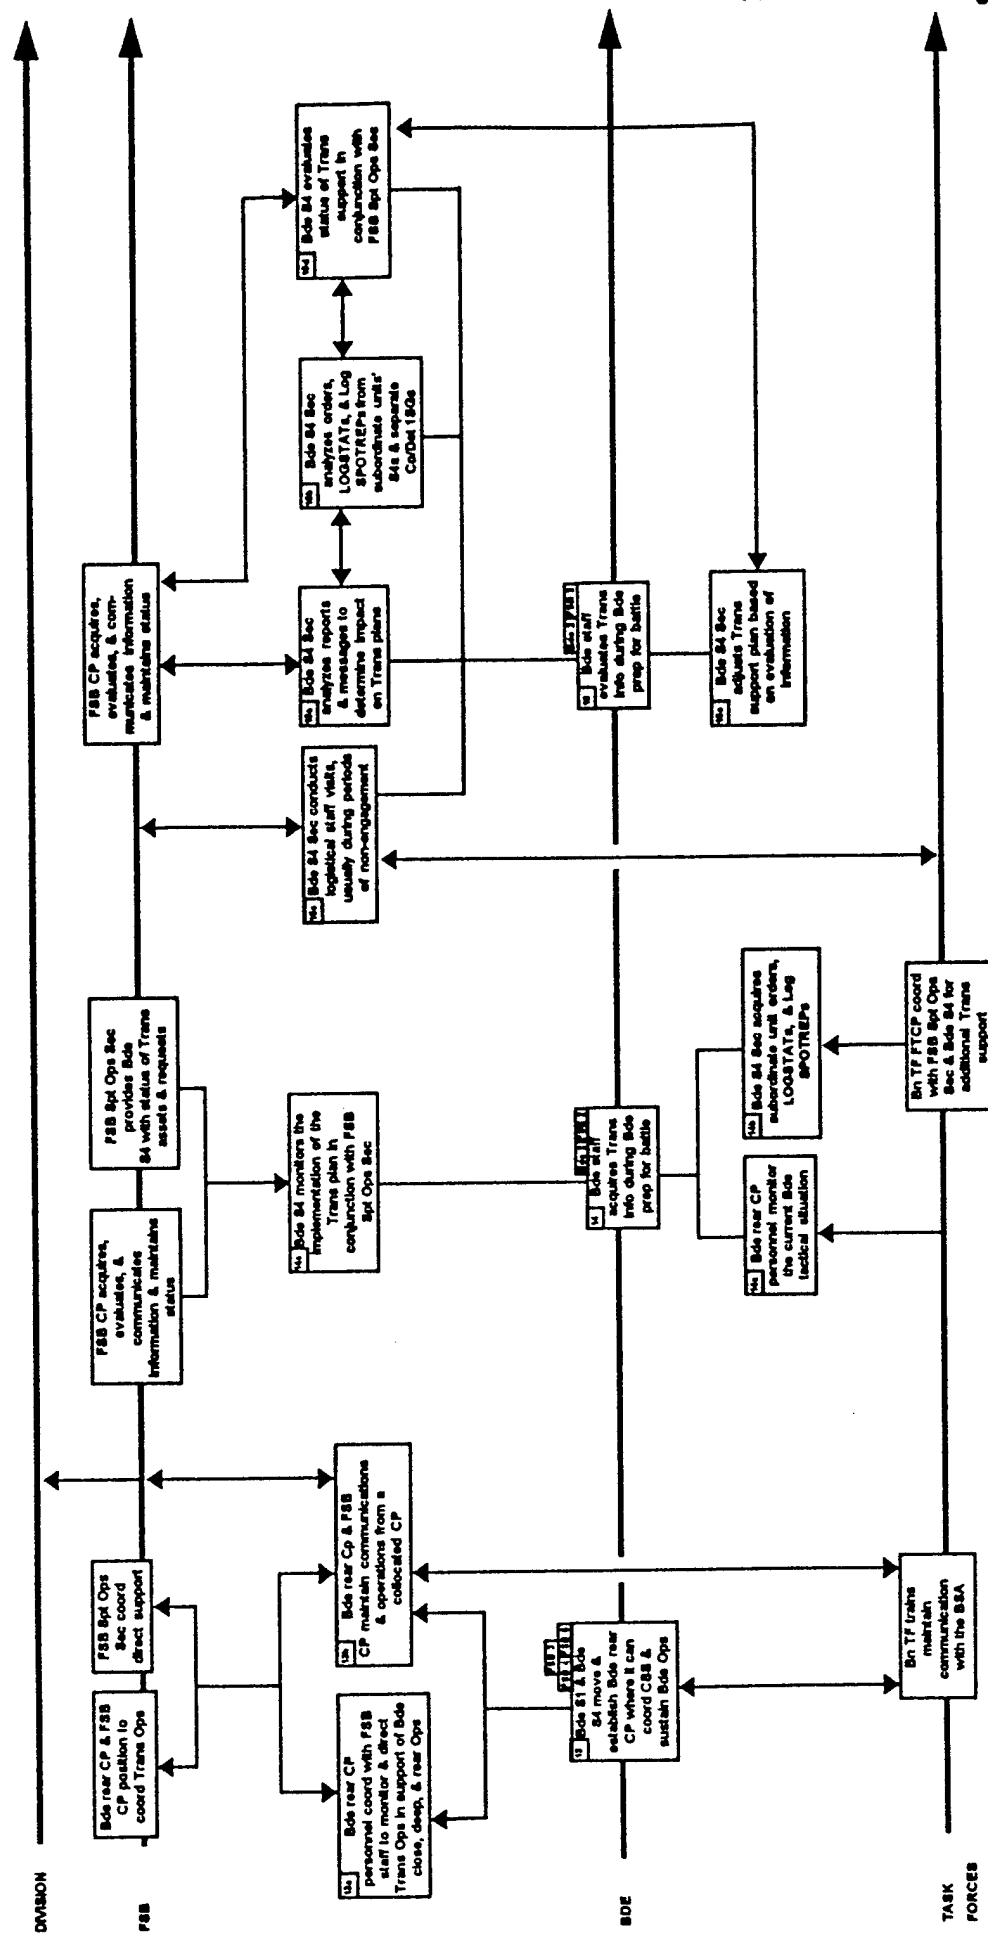 DIVISION
FSB
BDE
TASK
FORCES
Bde rear CP & FSB
CP position to
coord Trans Ops
FSB Spt Ops
Sec coord
direct support
13a
Bde rear CP
personnel coord with FSB
staff to monitor & direct
Trans Ops in support of Bde
close, deep, & rear Ops
13b
Bde rear Cp & FSB
CP maintain communications
& operations from a
collocated CP
13
Bde S1 & Bde
S4 move &
establish Bde rear
CP where it can
coord CSS &
sustain Bde Ops
Bn TF trains
maintain
communication
with the BSA
FSB CP acquires,
evaluates, &
communicates
information & maintains
status
FSB Spt Ops Sec
provides Bde
S4 with status of Trans
assets & requests
Bde S4 monitors the
implementation of the
Trans plan in
conjunction with FSB
Spt Ops Sec
14
Bde staff
acquires Trans
info during Bde
prep for battle
14a
Bde rear CP
personnel monitor
the current Bde
tactical situation
14b
Bde S4 Sec acquires
subordinate unit orders,
LOGSTATs, & Log
SPOTREPs
Bn TF FTCP coord
with FSB Spt Ops
Sec & Bde S4 for
additional Trans
support
FSB CP acquires,
evaluates, & com-
municates information
& maintains status
Bde S4 Sec conducts
logistical staff visits,
usually during periods
of non-engagement
Bde S4 Sec
analyzes reports
& messages to
determine impact
on Trans plans
Bde S4 Sec
analyzes orders,
LOGSTATs, & Log
SPOTREPs from
subordinate units'
S4s & separate
Co/Det 1SGs
Bde S4 evaluates
status of Trans
support in
conjunction with
FSB Spt Ops Sec
Bde staff
evaluates Trans
info during Bde
prep for battle
Bde S4 Sec
adjusts Trans
support plan based
on evaluation of
information